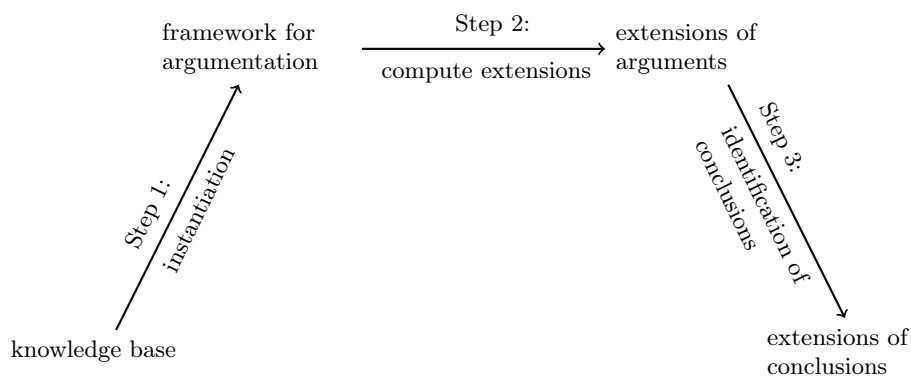 framework for
argumentation
Step 2:
compute extensions
extensions of
arguments
Step 1:
instantiation
Step 3:
identification of
conclusions
knowledge base
extensions of
conclusions